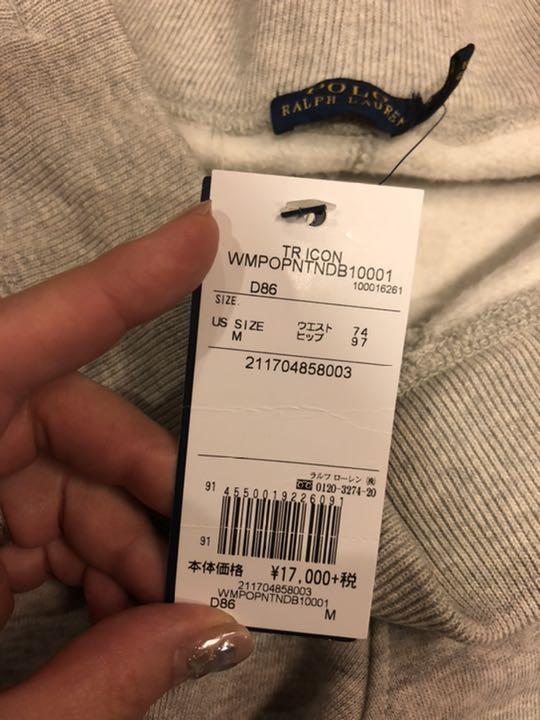 POLO
RALPH LAUREN
TR ICON
WMPOPNTNDB10001
D86 100016261
SIZE.
US SIZE ウエスト 74
M ヒップ 97
211704858003
ラルフ ローレン ㈱
0120-3274-20
91 4550019226091
91
本体価格 ¥17,000+税
211704858003
WMPOPNTNDB10001
D86 M